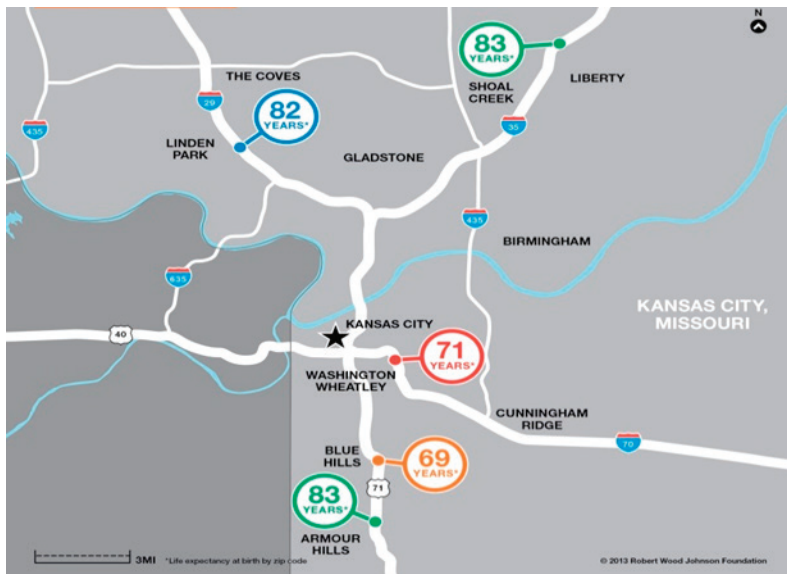 N
83
YEARS*
SHOAL
CREEK
LIBERTY
THE COVES
29
82
YEARS*
LINDEN
PARK
435
35
GLADSTONE
435
BIRMINGHAM
435
KANSAS CITY,
MISSOURI
40
KANSAS CITY
71
YEARS*
WASHINGTON
WHEATLEY
CUNNINGHAM
RIDGE
70
BLUE
HILLS
69
YEARS*
71
83
YEARS*
ARMOUR
HILLS
3MI
*Life expectancy at birth by zip code
© 2013 Robert Wood Johnson Foundation